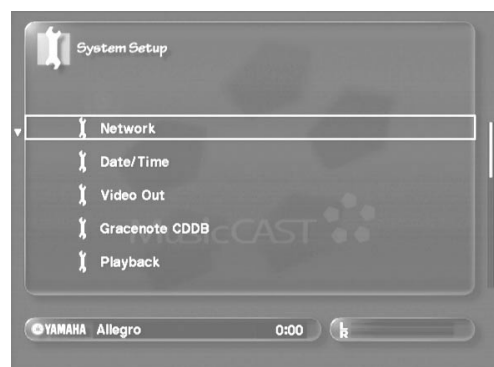 System Setup
Network
Date/Time
Video Out
Gracenote CDDB
MusicCAST
Playback
YAMAHA Allegro 0:00 L R